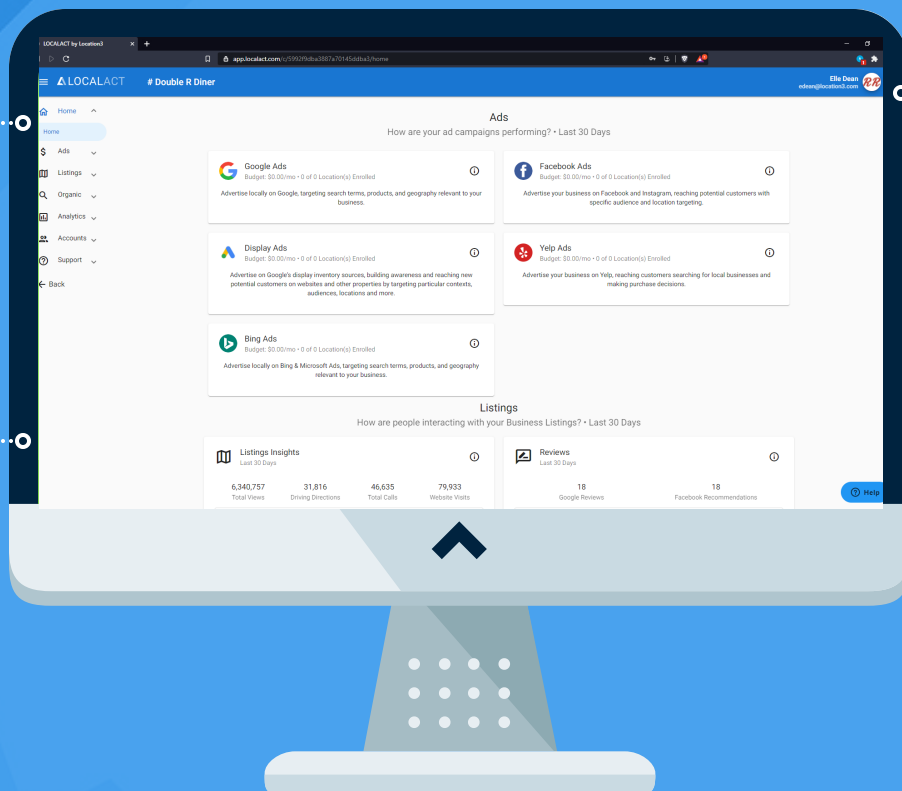 LOCALACT by Location3
app.localact.com/c/5992f9dba3887a70145ddba3/home
LOCALACT
# Double R Diner
Elle Dean
edean@location3.com
RR
Home
Home
Ads
Listings
Organic
Analytics
Accounts
Support
Back
Ads
How are your ad campaigns performing? • Last 30 Days
Google Ads
Budget: $0.00/mo • 0 of 0 Location(s) Enrolled
Advertise locally on Google, targeting search terms, products, and geography relevant to your
business.
Facebook Ads
Budget: $0.00/mo • 0 of 0 Location(s) Enrolled
Advertise your business on Facebook and Instagram, reaching potential customers with
specific audience and location targeting.
Display Ads
Budget: $0.00/mo • 0 of 0 Location(s) Enrolled
Advertise on Google's display inventory sources, building awareness and reaching new
potential customers on websites and other properties by targeting particular contexts,
audiences, locations and more.
Yelp Ads
Budget: $0.00/mo • 0 of 0 Location(s) Enrolled
Advertise your business on Yelp, reaching customers searching for local businesses and
making purchase decisions.
Bing Ads
Budget: $0.00/mo • 0 of 0 Location(s) Enrolled
Advertise locally on Bing & Microsoft Ads, targeting search terms, products, and geography
relevant to your business.
Listings
How are people interacting with your Business Listings? • Last 30 Days
Listings Insights
Last 30 Days
6,340,757 31,816 46,635 79,933
Total Views Driving Directions Total Calls Website Visits
Reviews
Last 30 Days
18 18
Google Reviews Facebook Recommendations
Help